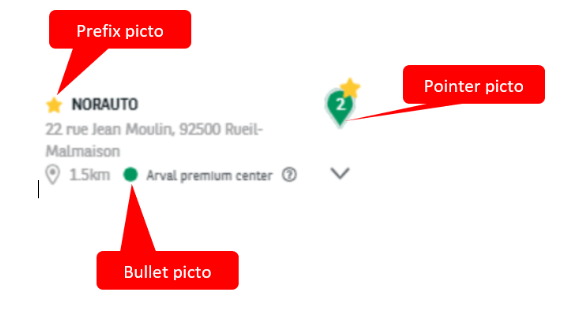 Prefix picto
Pointer picto
NORAUTO
2
22 rue Jean Moulin, 92500 Rueil-
Malmaison
1.5km Arval premium center ?
Bullet picto